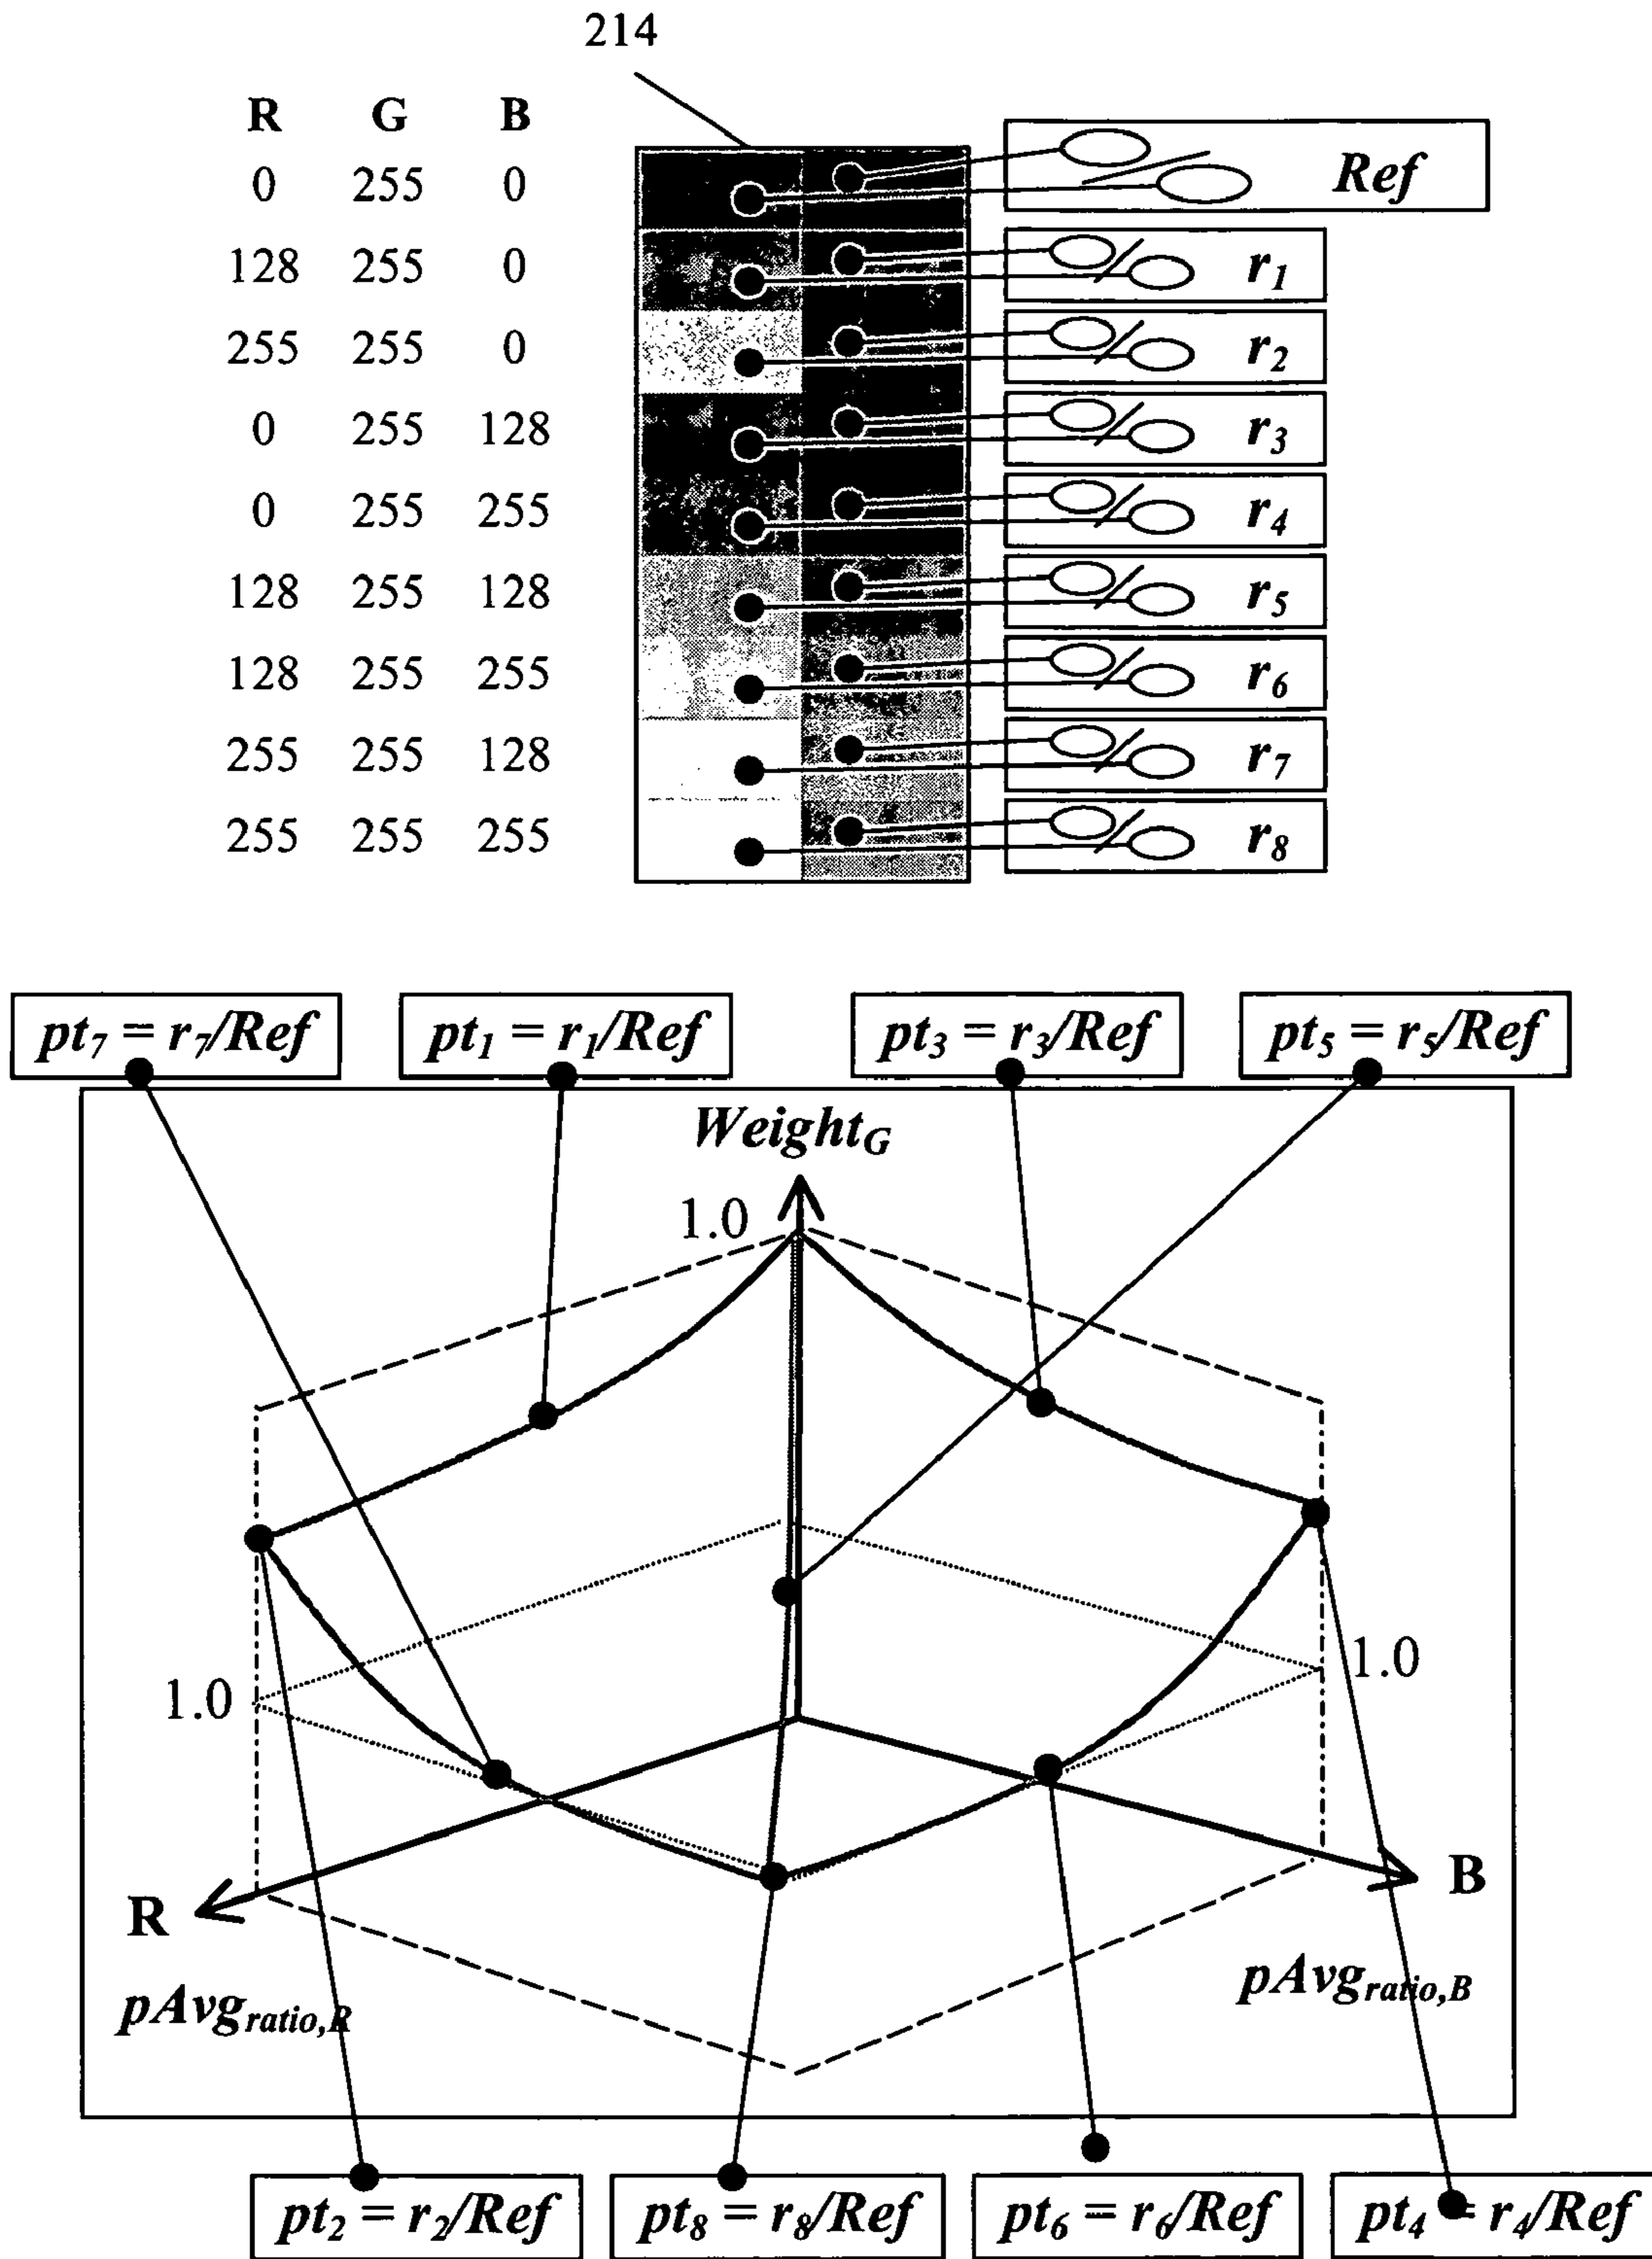 214
R G B
0 255 0 Ref
128 255 0 r₁
255 255 0 r₂
0 255 128 r₃
0 255 255 r₄
128 255 128 r₅
128 255 255 r₆
255 255 128 r₇
255 255 255 r₈
pt₇ = r₇/Ref pt₁ = r₁/Ref pt₃ = r₃/Ref pt₅ = r₅/Ref
Weight_G
1.0
1.0
1.0
B
R
pAvg_ratio,B
pAvg_ratio,R
pt₂ = r₂/Ref pt₈ = r₈/Ref pt₆ = r₆/Ref pt₄ = r₄/Ref